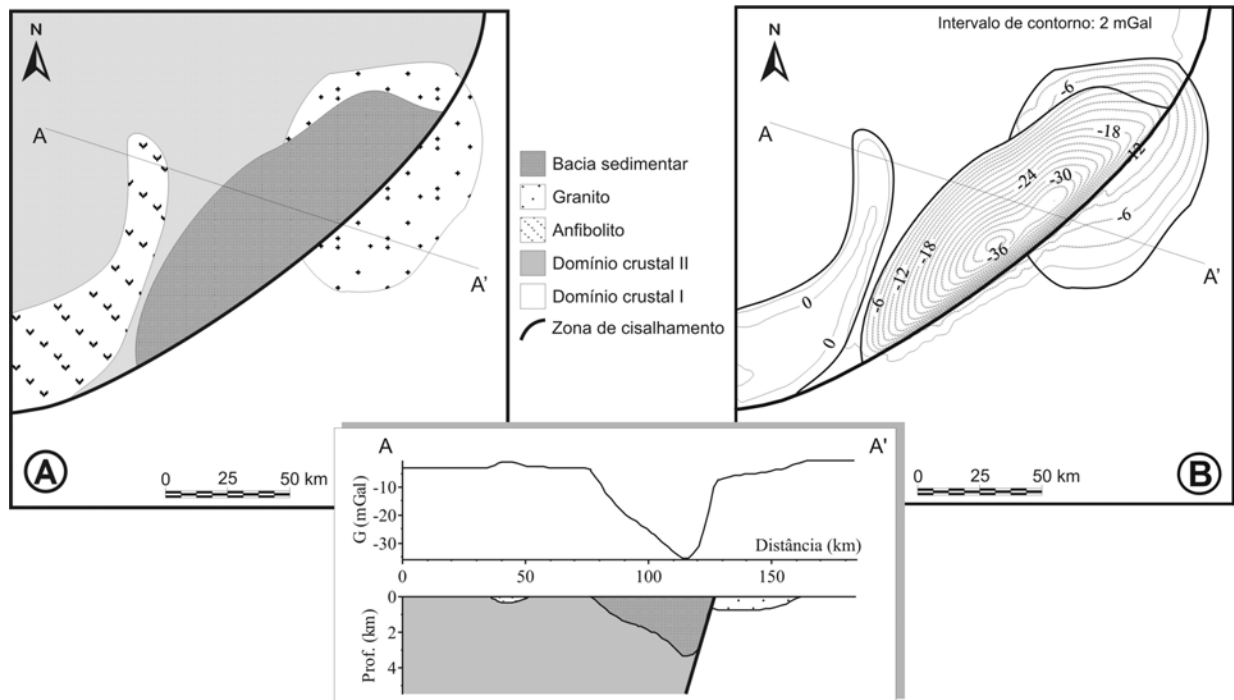 N
A
A'
A
0 25 50 km
Bacia sedimentar
Granito
Anfibolito
Domínio crustal II
Domínio crustal I
Zona de cisalhamento
Intervalo de contorno: 2 mGal
N
A
A'
-6
-18
-12
-24
-30
-6
-36
-18
-12
-6
0
0
B
0 25 50 km
A
A'
G (mGal)
-10
-20
-30
Distância (km)
0 50 100 150
Prof. (km)
0
2
4